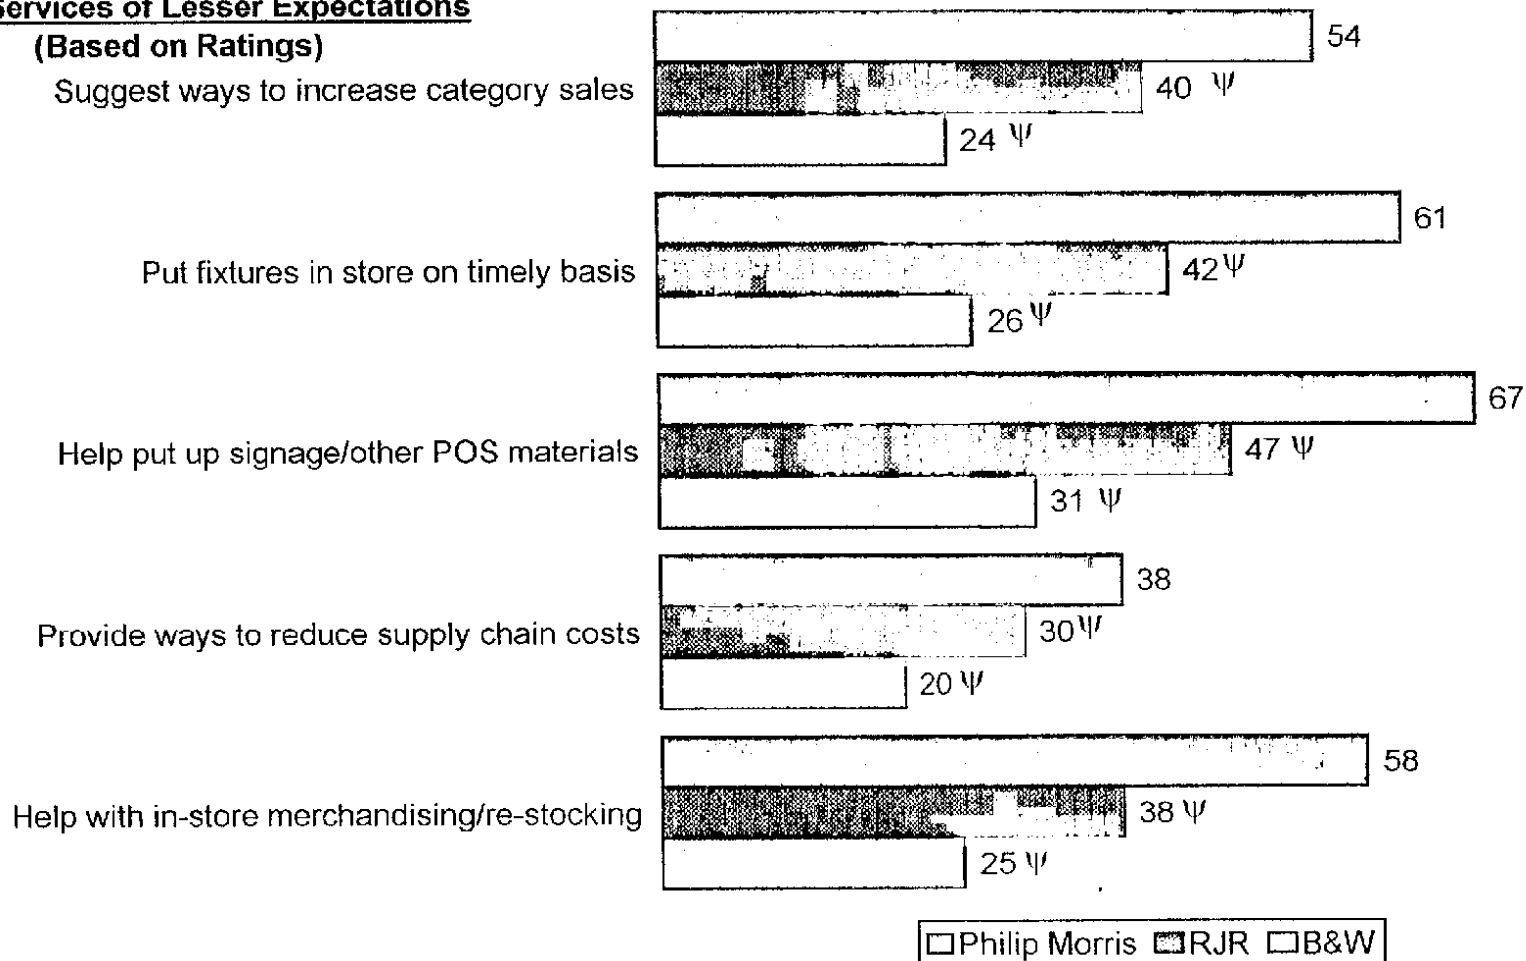 Services of Lesser Expectations
(Based on Ratings)
54
Suggest ways to increase category sales
40 Ψ
24 Ψ
61
Put fixtures in store on timely basis
42 Ψ
26 Ψ
67
Help put up signage/other POS materials
47 Ψ
31 Ψ
38
Provide ways to reduce supply chain costs
30 Ψ
20 Ψ
58
Help with in-store merchandising/re-stocking
38 Ψ
25 Ψ
Philip Morris RJR B&W